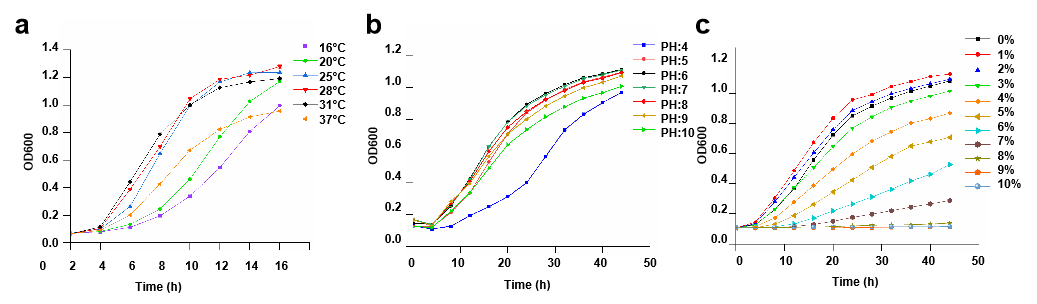 a
OD600
1.4
1.2
1.0
0.8
0.6
0.4
0.2
0.0
0 2 4 6 8 10 12 14 16
Time (h)
16°C
20°C
25°C
28°C
31°C
37°C
b
OD600
1.2
1.0
0.8
0.6
0.4
0.2
0.0
0 10 20 30 40 50
Time (h)
PH:4
PH:5
PH:6
PH:7
PH:8
PH:9
PH:10
c
OD600
1.2
1.0
0.8
0.6
0.4
0.2
0.0
0 10 20 30 40 50
Time (h)
0%
1%
2%
3%
4%
5%
6%
7%
8%
9%
10%